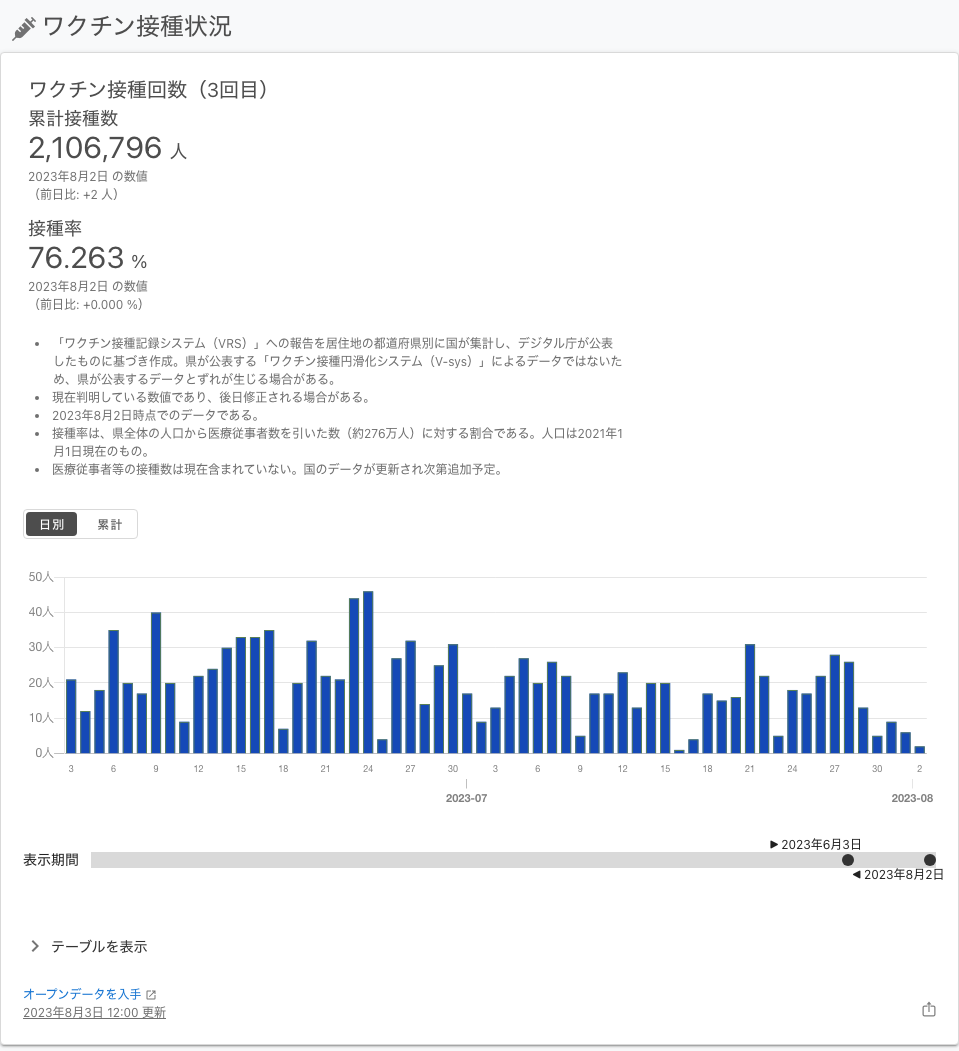 ワクチン接種状況
ワクチン接種回数（3回目）
累計接種数
2,106,796 人
2023年8月2日 の数値
（前日比: +2 人）
接種率
76.263 %
2023年8月2日 の数値
（前日比: +0.000 %）
• 「ワクチン接種記録システム（VRS）」への報告を居住地の都道府県別に国が集計し、デジタル庁が公表
したものに基づき作成。県が公表する「ワクチン接種円滑化システム（V-sys）」によるデータではないた
め、県が公表するデータとずれが生じる場合がある。
• 現在判明している数値であり、後日修正される場合がある。
• 2023年8月2日時点でのデータである。
• 接種率は、県全体の人口から医療従事者数を引いた数（約276万人）に対する割合である。人口は2021年1
月1日現在のもの。
• 医療従事者等の接種数は現在含まれていない。国のデータが更新され次第追加予定。
日別 累計
50人
40人
30人
20人
10人
0人
3 6 9 12 15 18 21 24 27 30 3 6 9 12 15 18 21 24 27 30 2
2023-07 2023-08
▶ 2023年6月3日
表示期間
◀ 2023年8月2日
テーブルを表示
オープンデータを入手
2023年8月3日 12:00 更新